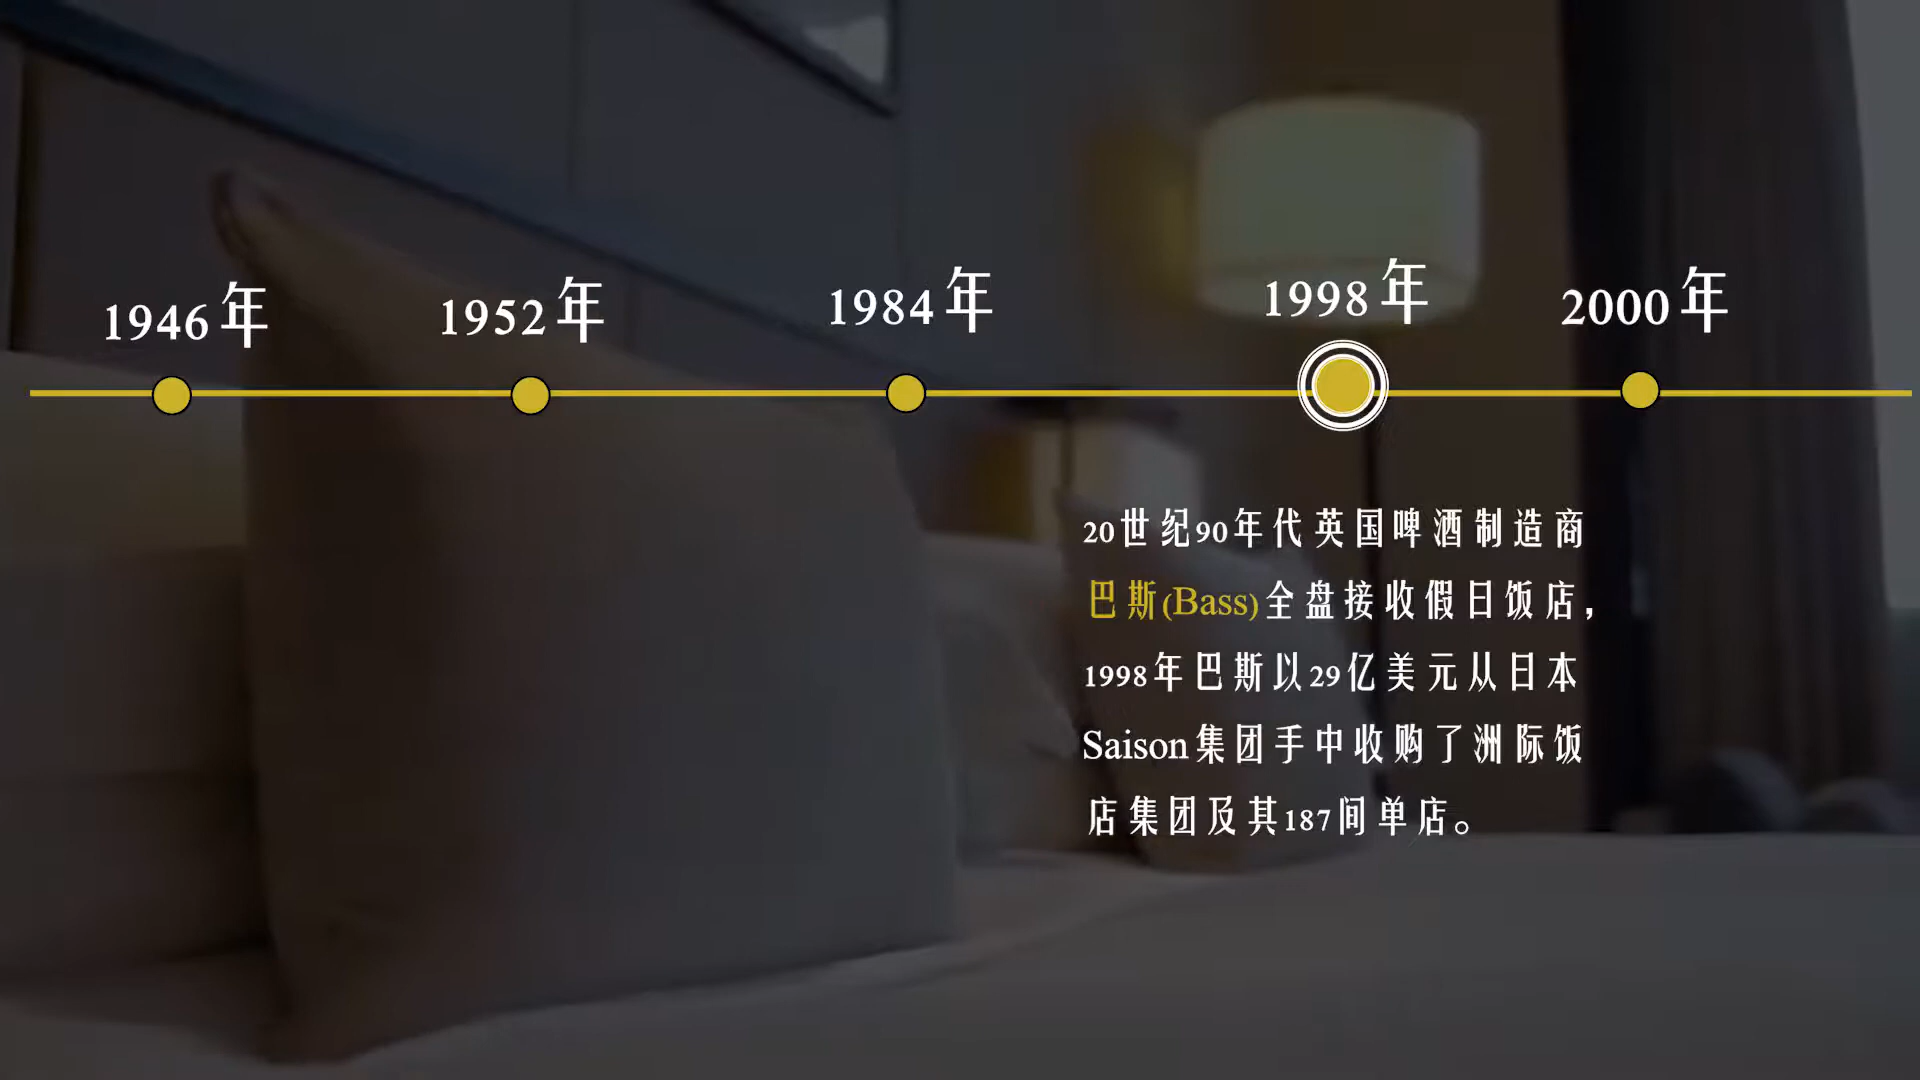 1946年
1952年
1984年
1998年
2000年
20世纪90年代英国啤酒制造商
巴斯(Bass)全盘接收假日饭店，
1998年巴斯以29亿美元从日本
Saison集团手中收购了洲际饭
店集团及其187间单店。